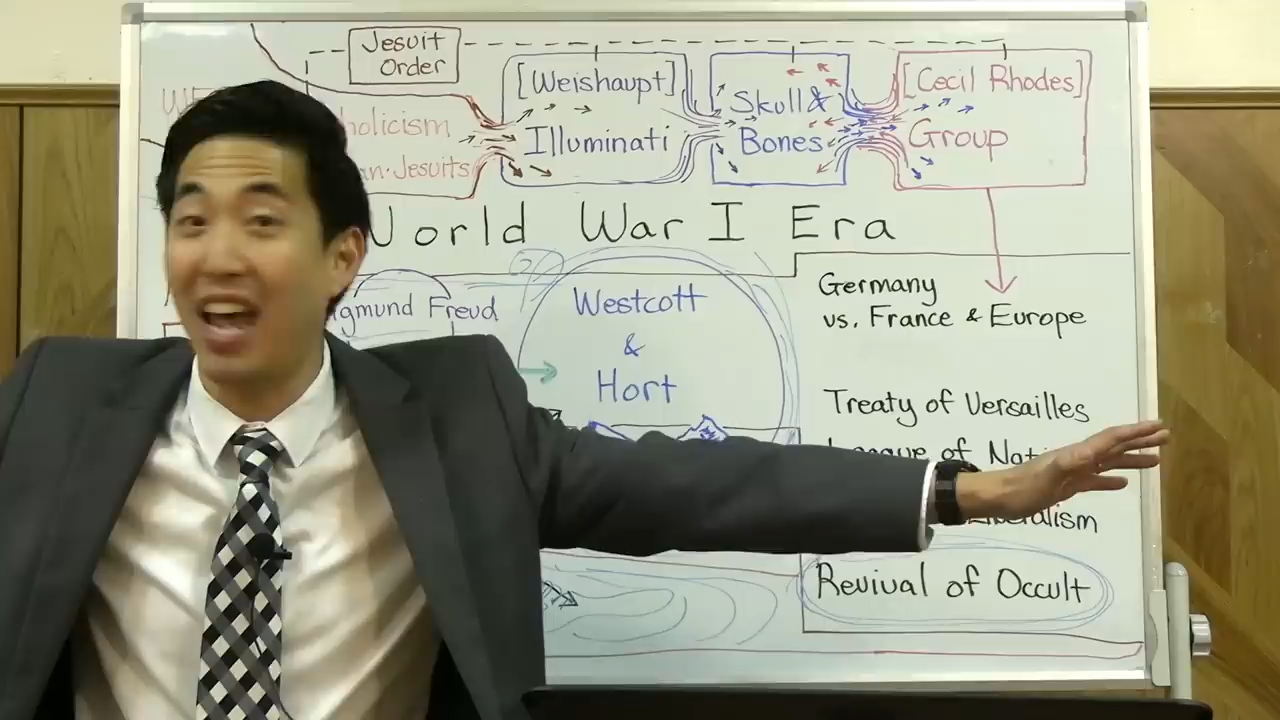 Jesuit
Order
[Weishaupt]
Illuminati
Skull &
Bones
[Cecil Rhodes]
Group
World War I Era
Freud
Westcott
&
Hort
Germany
vs. France & Europe
Treaty of Versailles
of
Revival of Occult